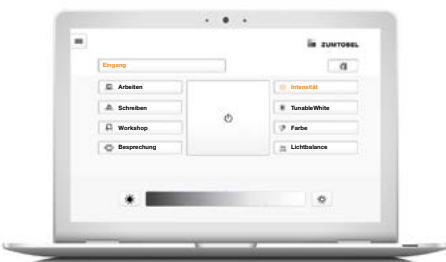 ZUMTOBEL
Eingang
Arbeiten
Intensität
Schreiben
TunableWhite
Workshop
Farbe
Besprechung
Lichtbalance